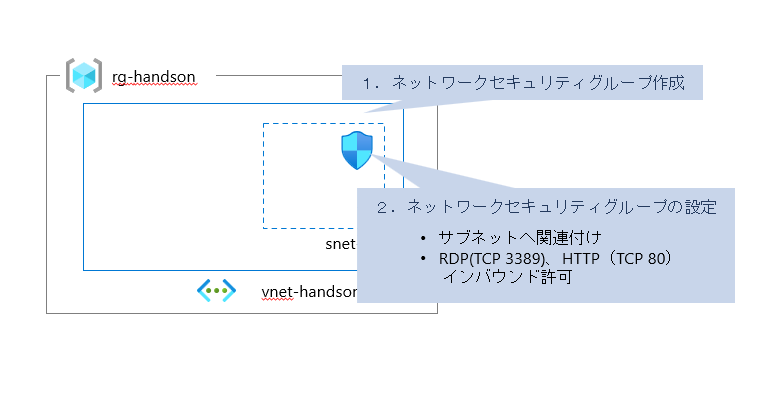 rg-handson
１．ネットワークセキュリティグループ作成
２．ネットワークセキュリティグループの設定
• サブネットへ関連付け
• RDP(TCP 3389)、HTTP（TCP 80）
インバウンド許可
snet-
vnet-handson